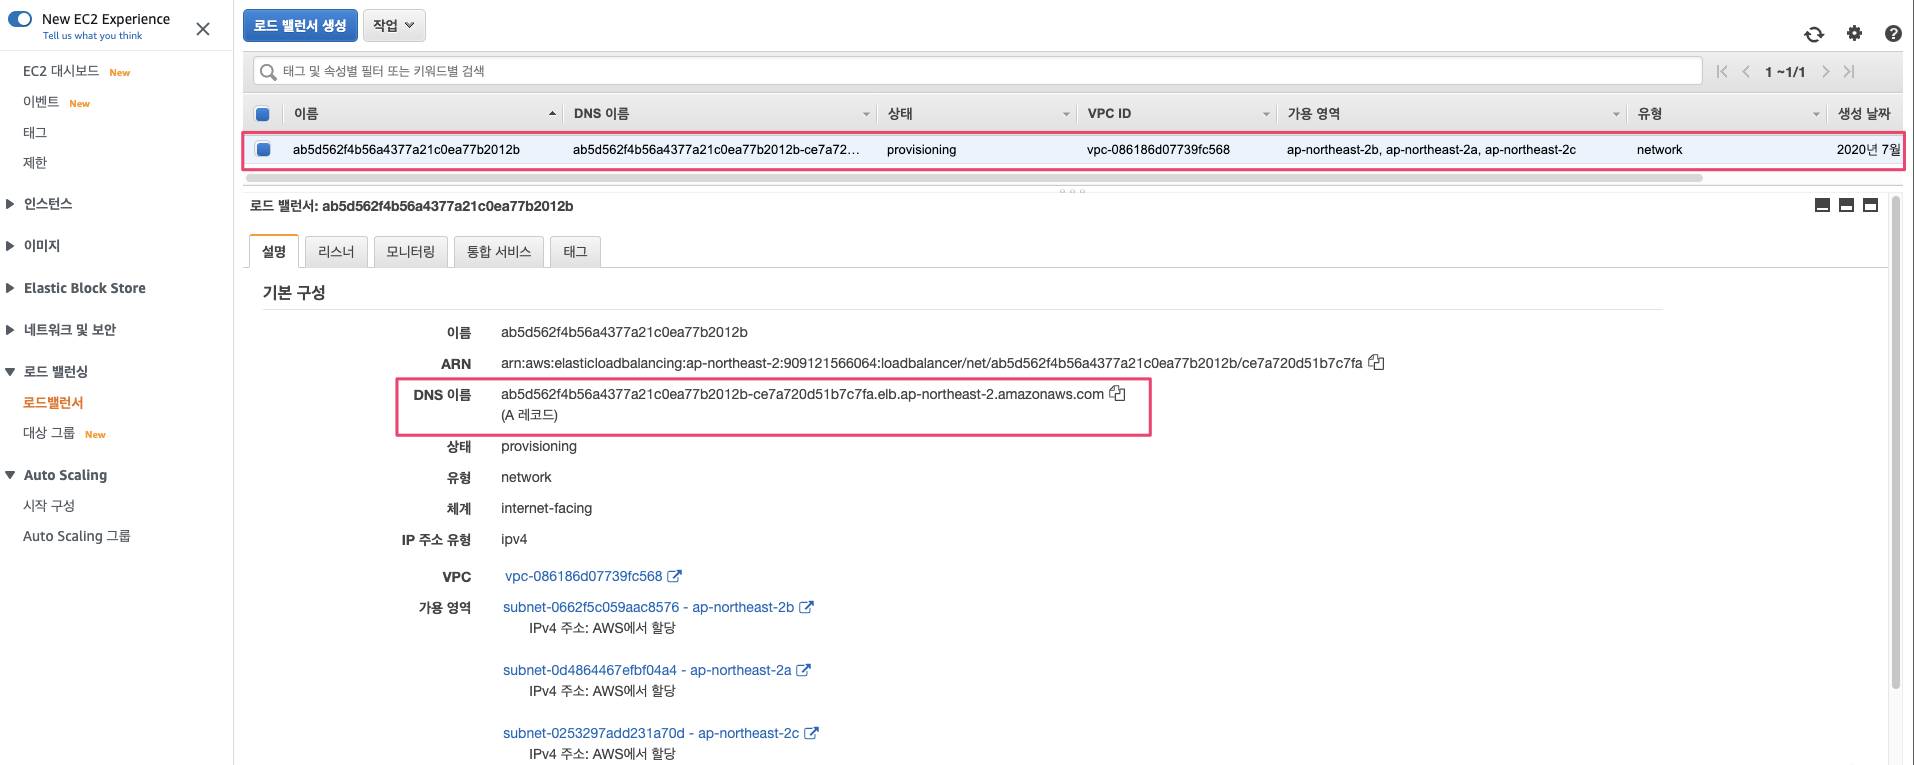 New EC2 Experience
Tell us what you think
EC2 대시보드 New
이벤트 New
태그
제한
인스턴스
이미지
Elastic Block Store
네트워크 및 보안
로드 밸런싱
로드밸런서
대상 그룹 New
Auto Scaling
시작 구성
Auto Scaling 그룹
로드 밸런서 생성 작업
태그 및 속성별 필터 또는 키워드별 검색 1 ~1/1
이름 DNS 이름 상태 VPC ID 가용 영역 유형 생성 날짜
ab5d562f4b56a4377a21c0ea77b2012b ab5d562f4b56a4377a21c0ea77b2012b-ce7a72... provisioning vpc-086186d07739fc568 ap-northeast-2b, ap-northeast-2a, ap-northeast-2c network 2020년 7월
로드 밸런서: ab5d562f4b56a4377a21c0ea77b2012b
설명 리스너 모니터링 통합 서비스 태그
기본 구성
이름 ab5d562f4b56a4377a21c0ea77b2012b
ARN arn:aws:elasticloadbalancing:ap-northeast-2:909121566064:loadbalancer/net/ab5d562f4b56a4377a21c0ea77b2012b/ce7a720d51b7c7fa
DNS 이름 ab5d562f4b56a4377a21c0ea77b2012b-ce7a720d51b7c7fa.elb.ap-northeast-2.amazonaws.com
(A 레코드)
상태 provisioning
유형 network
체계 internet-facing
IP 주소 유형 ipv4
VPC vpc-086186d07739fc568
가용 영역 subnet-0662f5c059aac8576 - ap-northeast-2b
IPv4 주소: AWS에서 할당
subnet-0d4864467efbf04a4 - ap-northeast-2a
IPv4 주소: AWS에서 할당
subnet-0253297add231a70d - ap-northeast-2c
IPv4 주소: AWS에서 할당